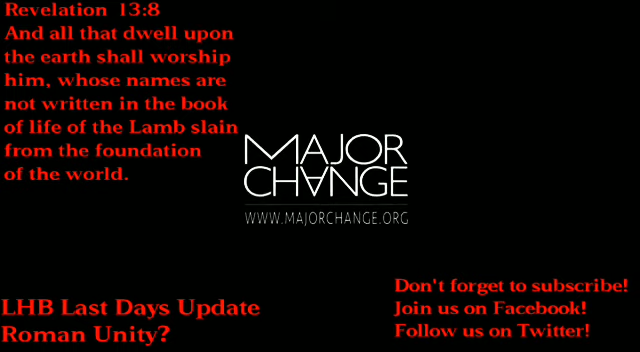 Revelation 13:8
And all that dwell upon
the earth shall worship
him, whose names are
not written in the book
of life of the Lamb slain
from the foundation
of the world.
MAJOR
CHANGE
WWW.MAJORCHANGE.ORG
LHB Last Days Update
Roman Unity?
Don't forget to subscribe!
Join us on Facebook!
Follow us on Twitter!